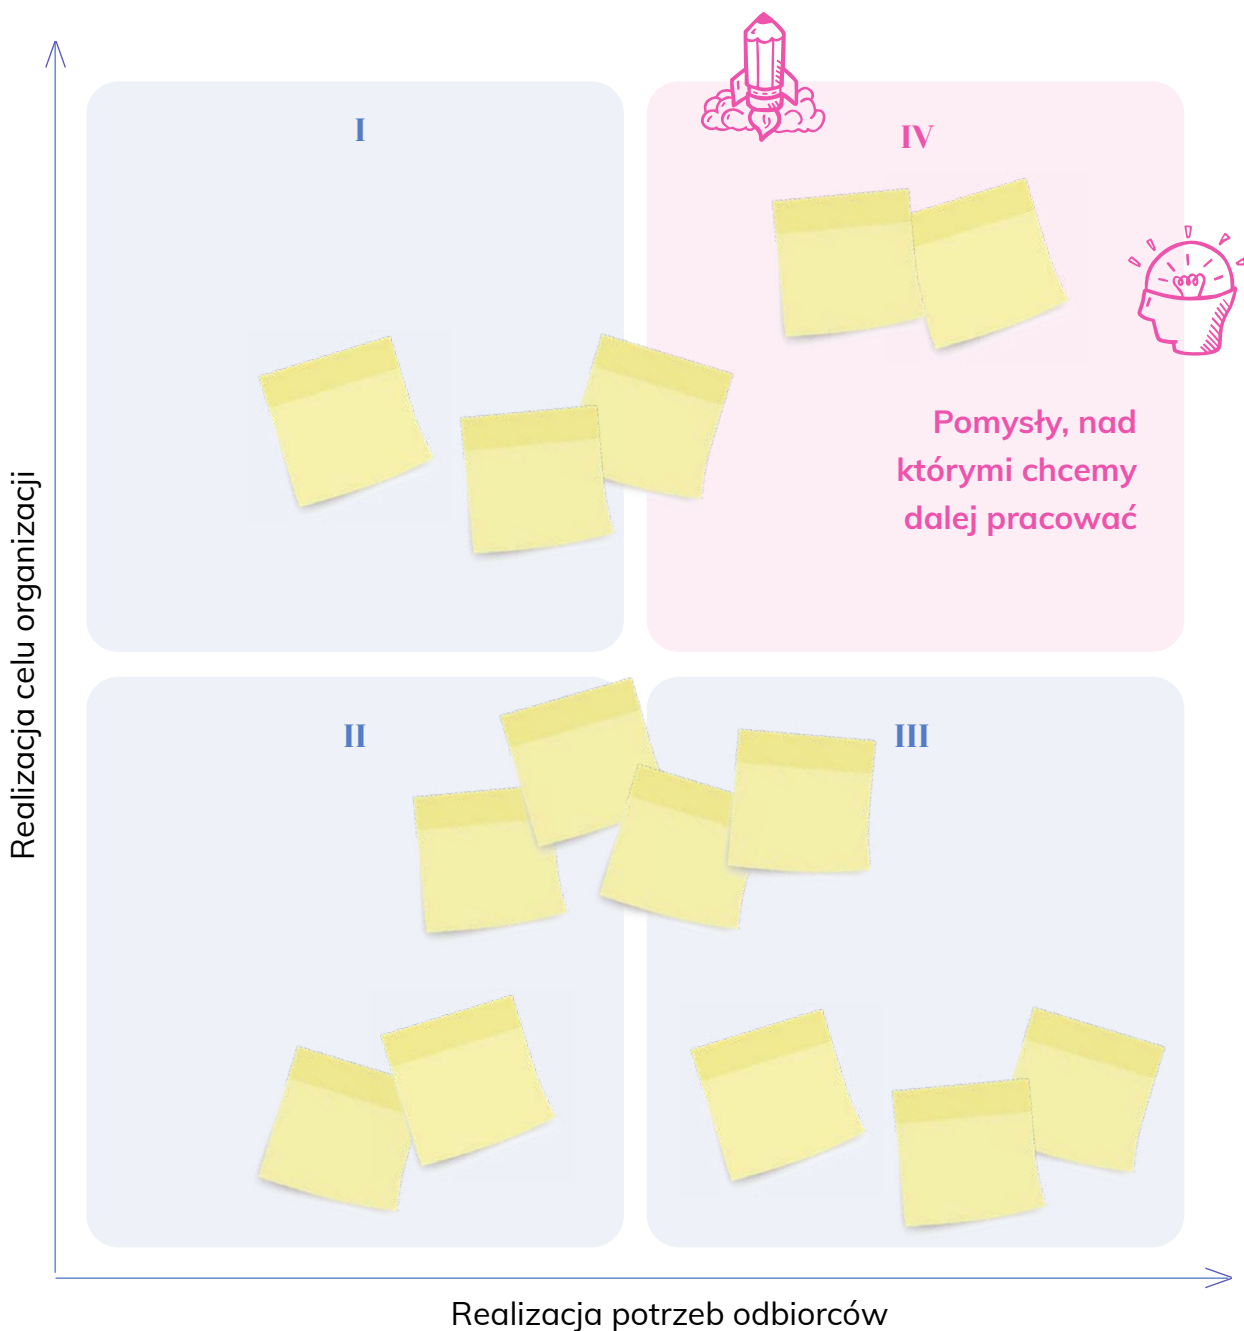 I
IV
Pomysły, nad
którymi chcemy
dalej pracować
Realizacja celu organizacji
II
III
Realizacja potrzeb odbiorców